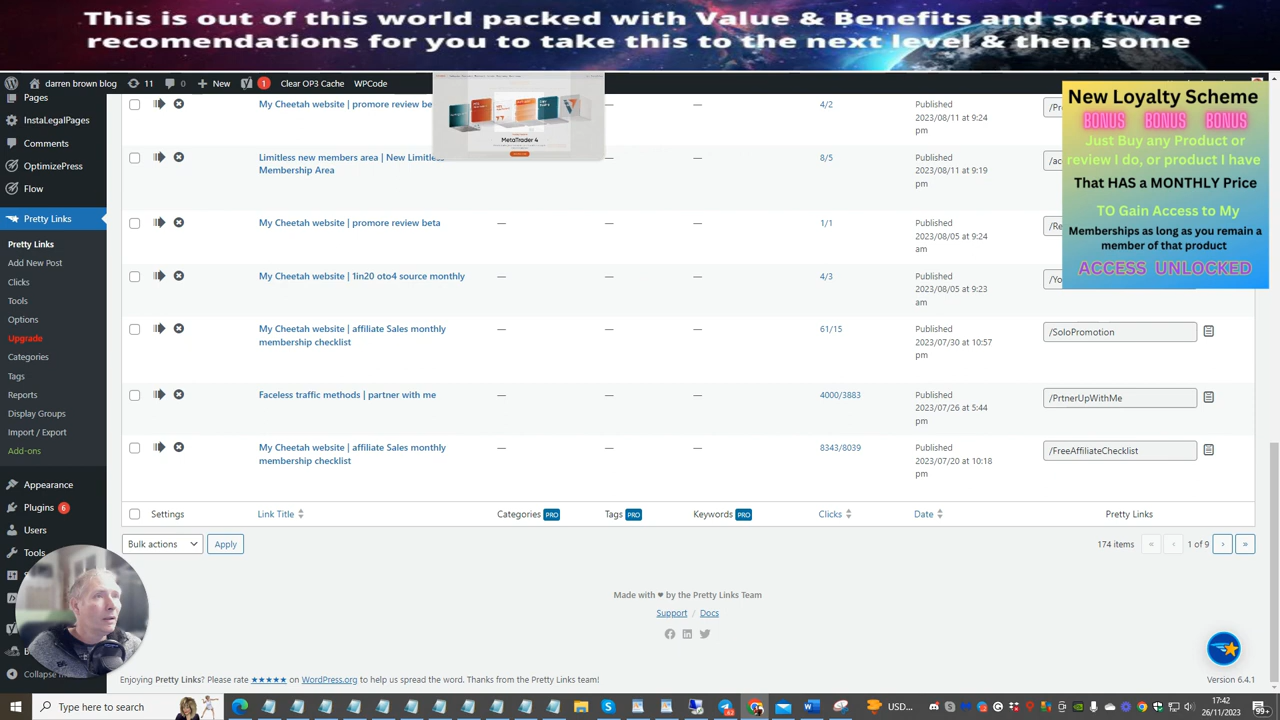 This is out of this world packed with Value & Benefits and software
recomendations for you to take this to the next level & then some
darren brown blog
11
0
New
1
Clear OP3 Cache
WPCode
Pages
InstaLegalPages
Comments
OptimizePress
Flow
Pretty Links
Pretty Links
Add New Post
Clicks
Tools
Options
Upgrade
Categories
Tags
Reports
Display Groups
Import / Export
Add-ons
Appearance
Plugins 6
Users
Tools
Collapse
My Cheetah website | promore review be
—
—
4/2
Published
2023/08/11 at 9:24
pm
MetaTrader 4
Limitless new members area | New Limitless
Membership Area
8/5
Published
2023/08/11 at 9:19
pm
/ac
My Cheetah website | promore review beta
—
—
—
1/1
Published
2023/08/05 at 9:24
am
/Re
My Cheetah website | 1in20 oto4 source monthly
—
—
—
4/3
Published
2023/08/05 at 9:23
am
/Yo
My Cheetah website | affiliate Sales monthly
membership checklist
—
—
—
61/15
Published
2023/07/30 at 10:57
pm
/SoloPromotion
Faceless traffic methods | partner with me
—
—
—
4000/3883
Published
2023/07/26 at 5:44
pm
/PrtnerUpWithMe
My Cheetah website | affiliate Sales monthly
membership checklist
—
—
—
8343/8039
Published
2023/07/20 at 10:18
pm
/FreeAffiliateChecklist
Settings
Link Title
Categories PRO
Tags PRO
Keywords PRO
Clicks
Date
Pretty Links
Bulk actions
Apply
174 items « ‹ 1 of 9 › »
New Loyalty Scheme
BONUS BONUS BONUS
Just Buy any Product or
review I do, or product I have
That HAS a MONTHLY Price
TO Gain Access to My
Memberships as long as you remain a
member of that product
ACCESS UNLOCKED
Made with ♥ by the Pretty Links Team
Support / Docs
Enjoying Pretty Links? Please rate ★★★★★ on WordPress.org to help us spread the word. Thanks from the Pretty Links team!
Version 6.4.1
Type here to search
USD...
17:42
26/11/2023